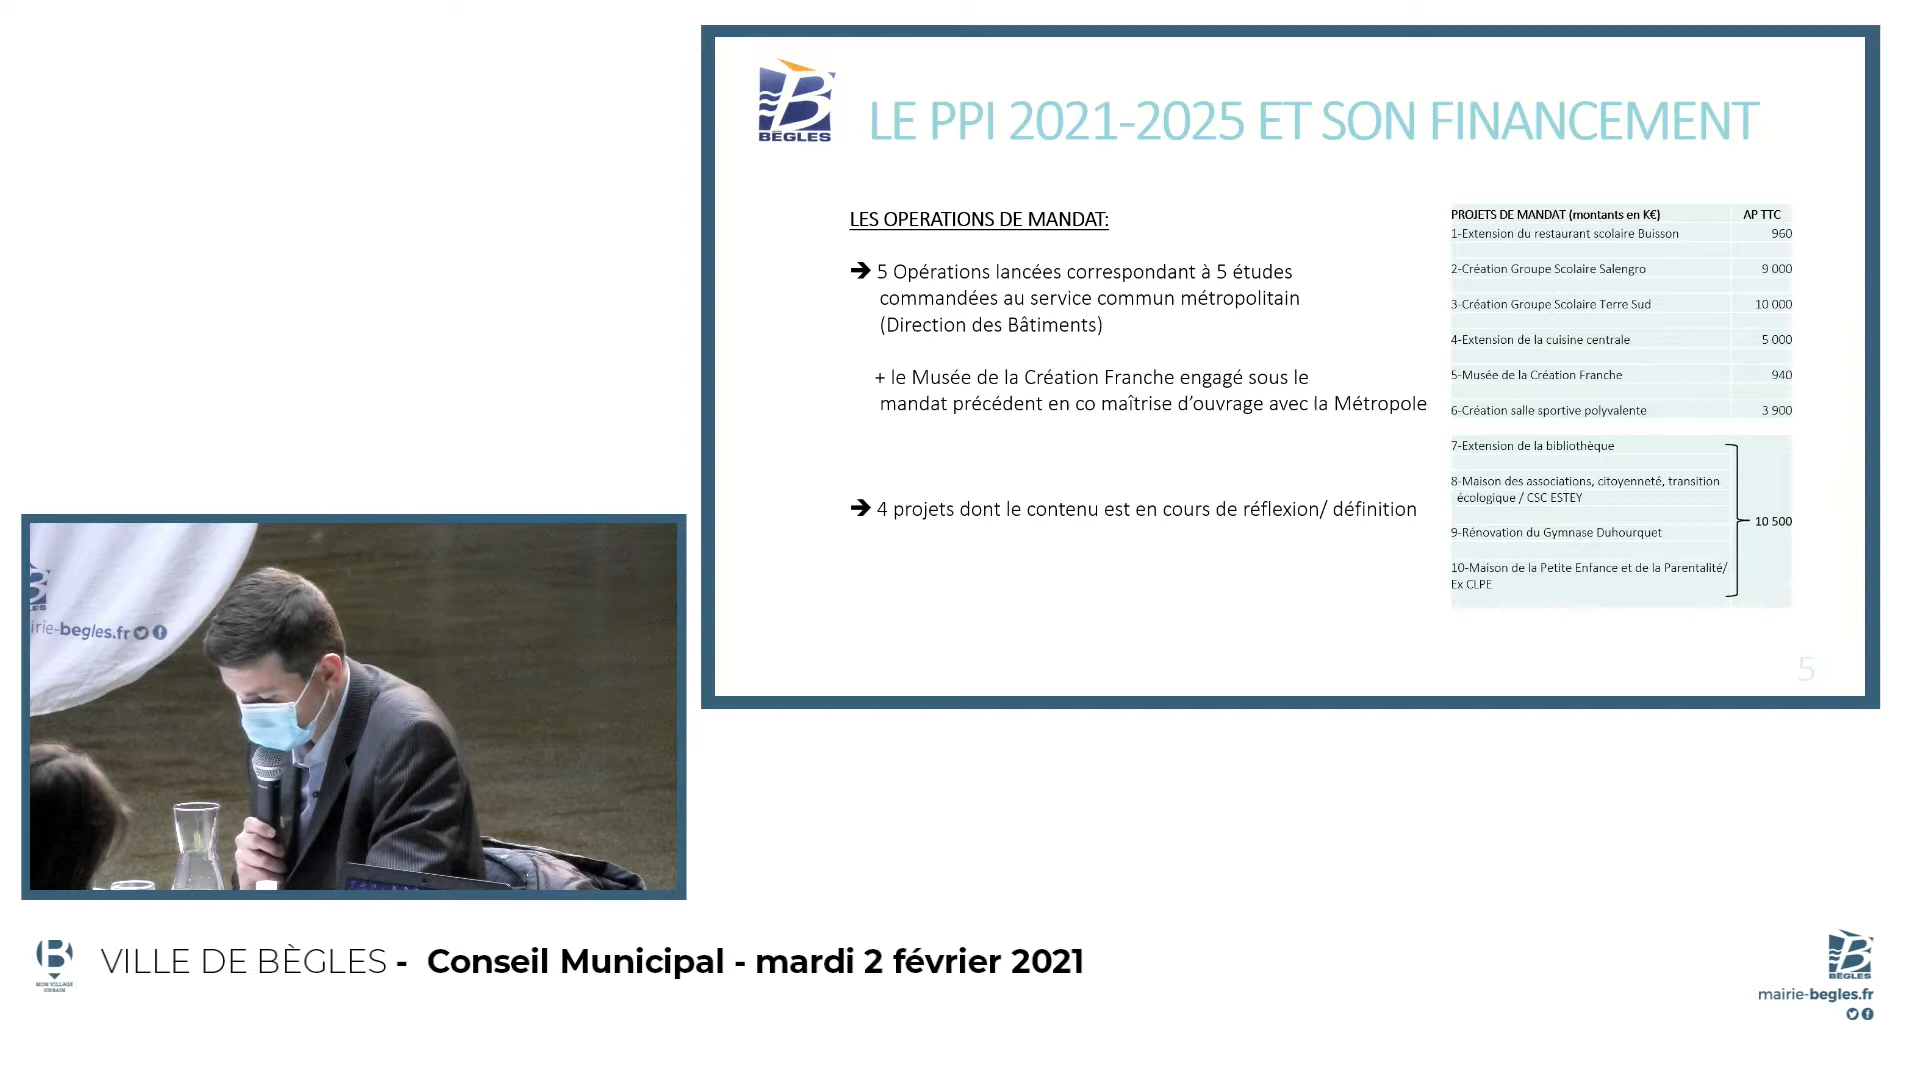 BÈGLES
LE PPI 2021-2025 ET SON FINANCEMENT
LES OPERATIONS DE MANDAT:
➔ 5 Opérations lancées correspondant à 5 études
commandées au service commun métropolitain
(Direction des Bâtiments)
+ le Musée de la Création Franche engagé sous le
mandat précédent en co maîtrise d’ouvrage avec la Métropole
➔ 4 projets dont le contenu est en cours de réflexion/ définition
PROJETS DE MANDAT (montants en K€) AP TTC
1-Extension du restaurant scolaire Buisson 960
2-Création Groupe Scolaire Salengro 9 000
3-Création Groupe Scolaire Terre Sud 10 000
4-Extension de la cuisine centrale 5 000
5-Musée de la Création Franche 940
6-Création salle sportive polyvalente 3 900
7-Extension de la bibliothèque
8-Maison des associations, citoyenneté, transition
écologique / CSC ESTEY
10 500
9-Rénovation du Gymnase Duhourquet
10-Maison de la Petite Enfance et de la Parentalité/
Ex CLPE
5
LES
irie-begles.fr
B
MON VILLAGE
URBAIN
VILLE DE BÈGLES - Conseil Municipal - mardi 2 février 2021
BÈGLES
mairie-begles.fr